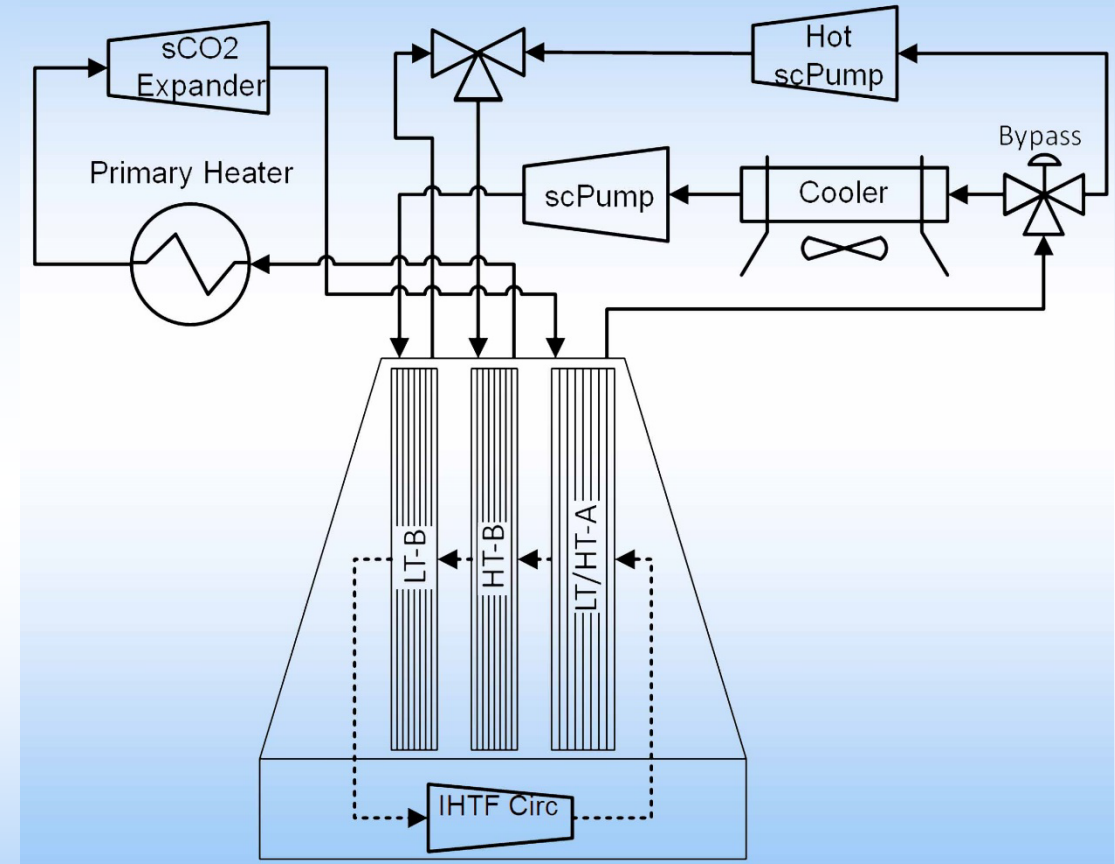 sCO2
Expander
Hot
scPump
Bypass
Primary Heater
scPump
Cooler
LT-B
HT-B
LT/HT-A
IHTF Circ